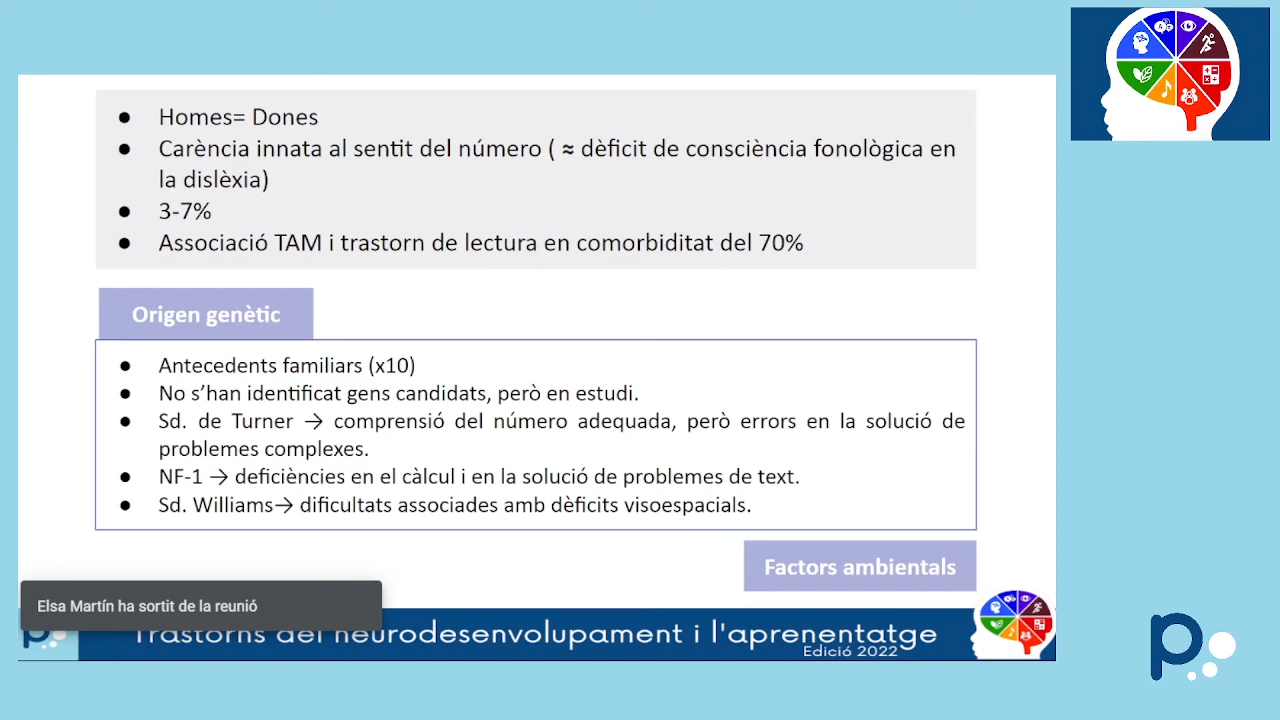 ● Homes= Dones
● Carència innata al sentit del número ( ≈ dèficit de consciència fonològica en
la dislèxia)
● 3-7%
● Associació TAM i trastorn de lectura en comorbiditat del 70%
Origen genètic
● Antecedents familiars (x10)
● No s'han identificat gens candidats, però en estudi.
● Sd. de Turner → comprensió del número adequada, però errors en la solució de
problemes complexes.
● NF-1 → deficiències en el càlcul i en la solució de problemes de text.
● Sd. Williams→ dificultats associades amb dèficits visoespacials.
Factors ambientals
Elsa Martín ha sortit de la reunió
Trastorns del neurodesenvolupament i l'aprenentatge
Edició 2022
p